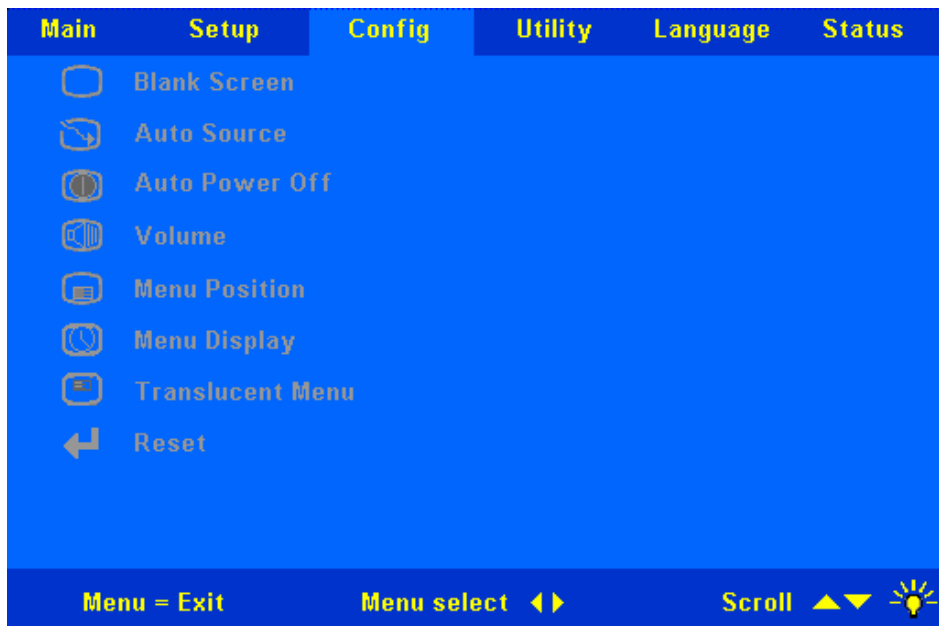 Main Setup Config Utility Language Status
Blank Screen
Auto Source
Auto Power Off
Volume
Menu Position
Menu Display
Translucent Menu
Reset
Menu = Exit Menu select Scroll